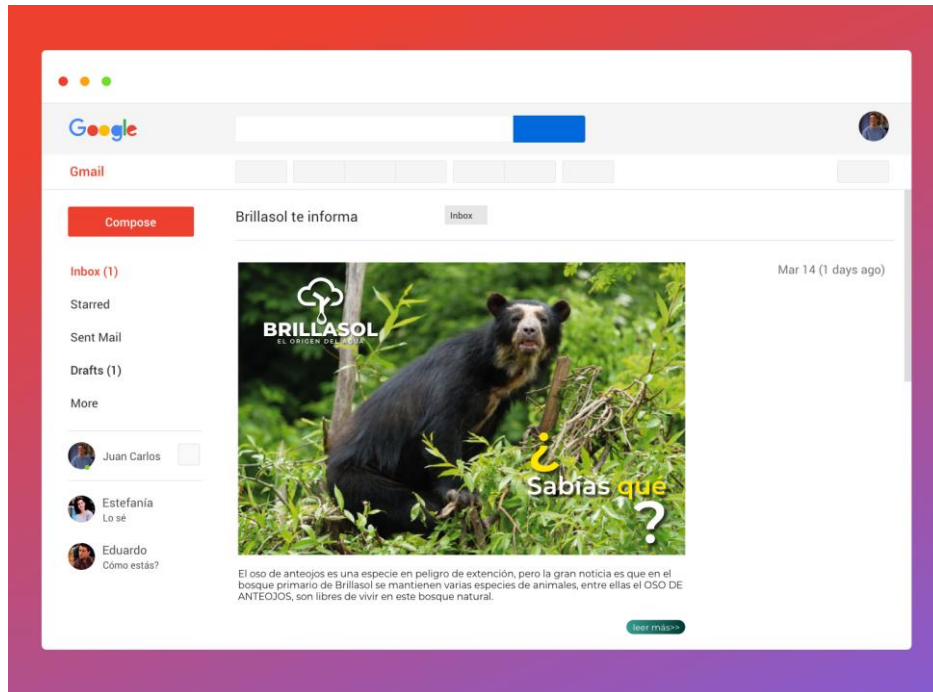 Google
Gmail
Compose
Brillasol te informa
Inbox
Inbox (1)
Mar 14 (1 days ago)
Starred
Sent Mail
Drafts (1)
More
Juan Carlos
Estefanía
Lo sé
Eduardo
Cómo estás?
BRILLASOL
EL ORIGEN DEL AGUA
¿
Sabías que
?
El oso de anteojos es una especie en peligro de extención, pero la gran noticia es que en el
bosque primario de Brillasol se mantienen varias especies de animales, entre ellas el OSO DE
ANTEOJOS, son libres de vivir en este bosque natural.
leer más>>